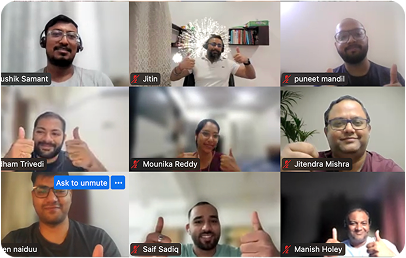 ushik Samant
Jitin
puneet mandil
tham Trivedi
Mounika Reddy
Jitendra Mishra
Ask to unmute
en naiduu
Saif Sadiq
Manish Holey